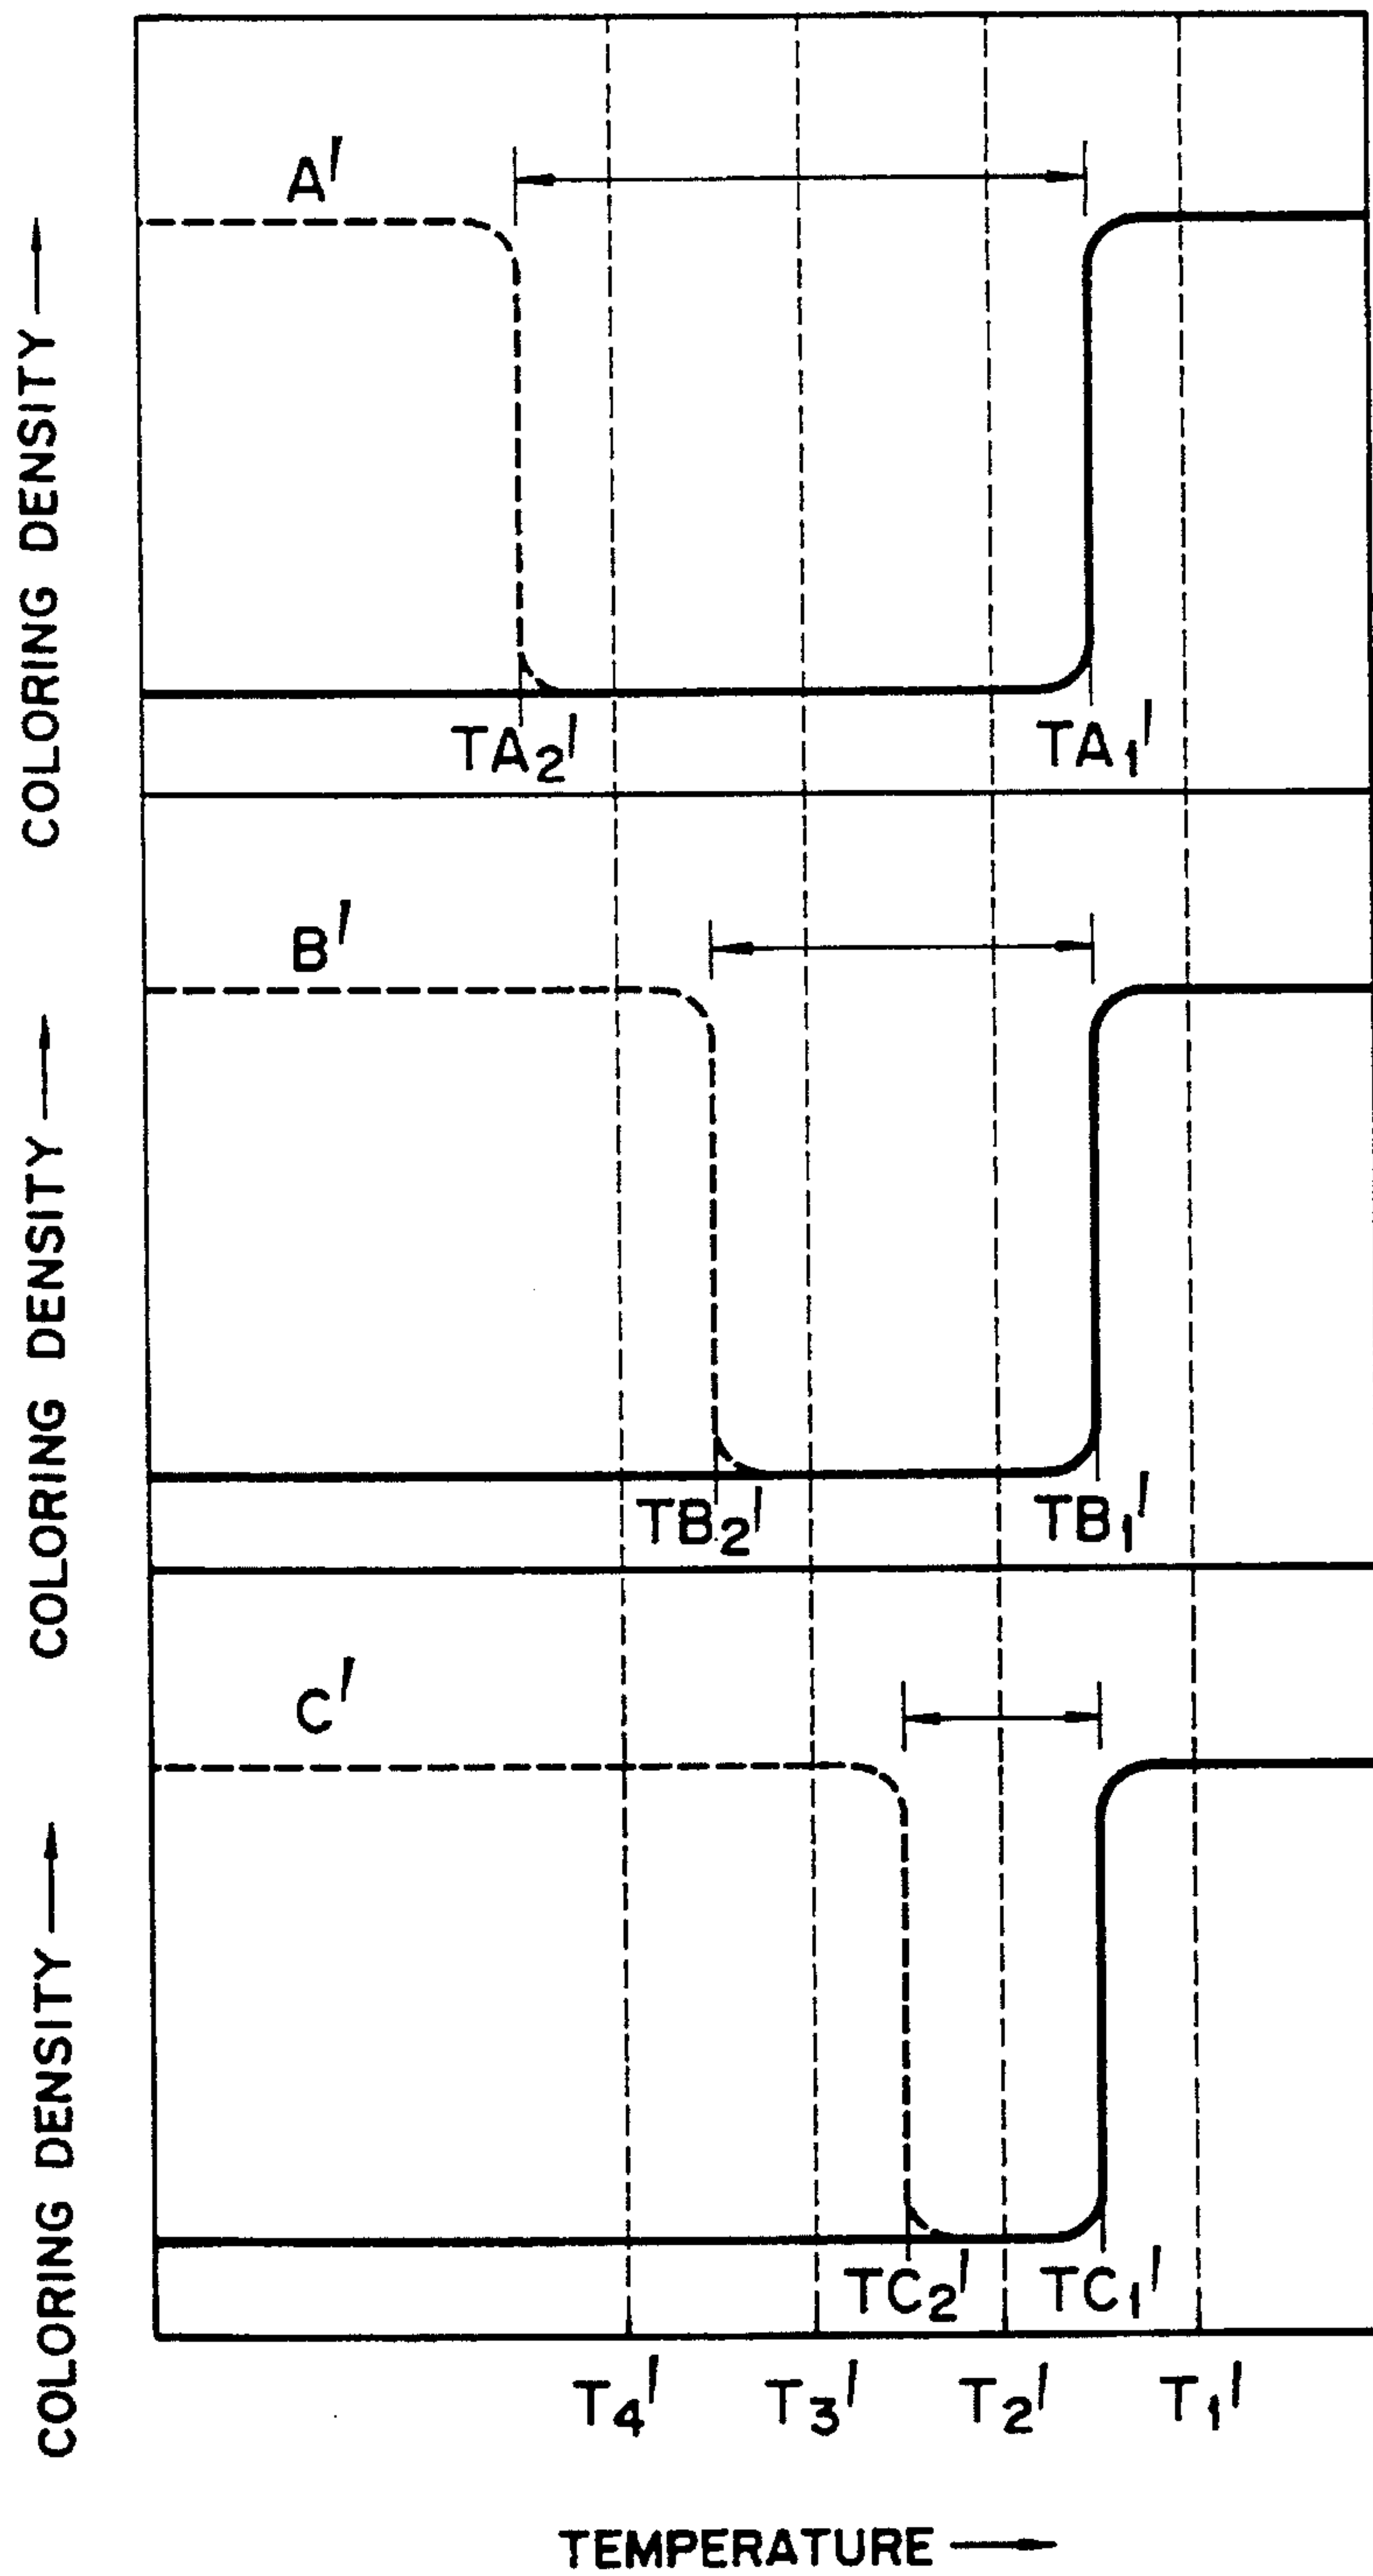 COLORING DENSITY
A'
TA₂' TA₁'
COLORING DENSITY
B'
TB₂' TB₁'
COLORING DENSITY
C'
TC₂' TC₁'
T₄' T₃' T₂' T₁'
TEMPERATURE